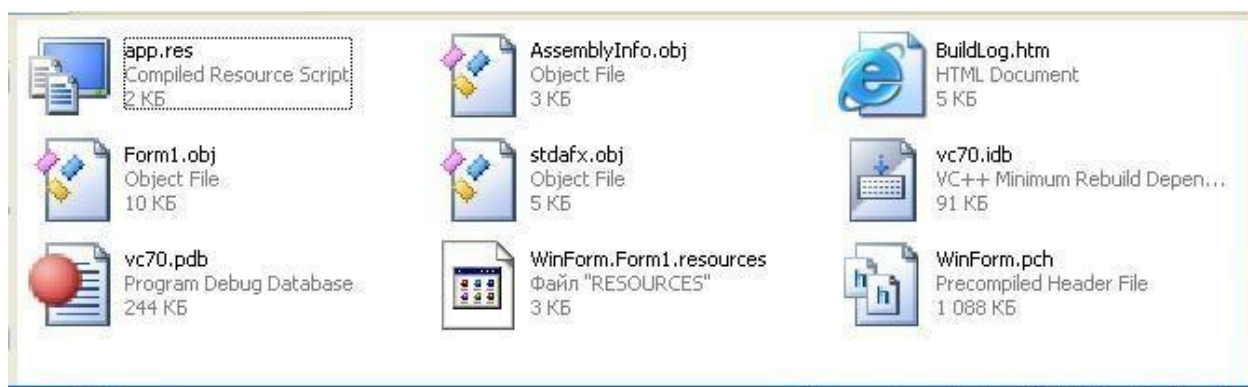 app.res
Compiled Resource Script
2 КБ
AssemblyInfo.obj
Object File
3 КБ
BuildLog.htm
HTML Document
5 КБ
Form1.obj
Object File
10 КБ
stdafx.obj
Object File
5 КБ
vc70.idb
VC++ Minimum Rebuild Depen...
91 КБ
vc70.pdb
Program Debug Database
244 КБ
WinForm.Form1.resources
Файл "RESOURCES"
3 КБ
WinForm.pch
Precompiled Header File
1 088 КБ